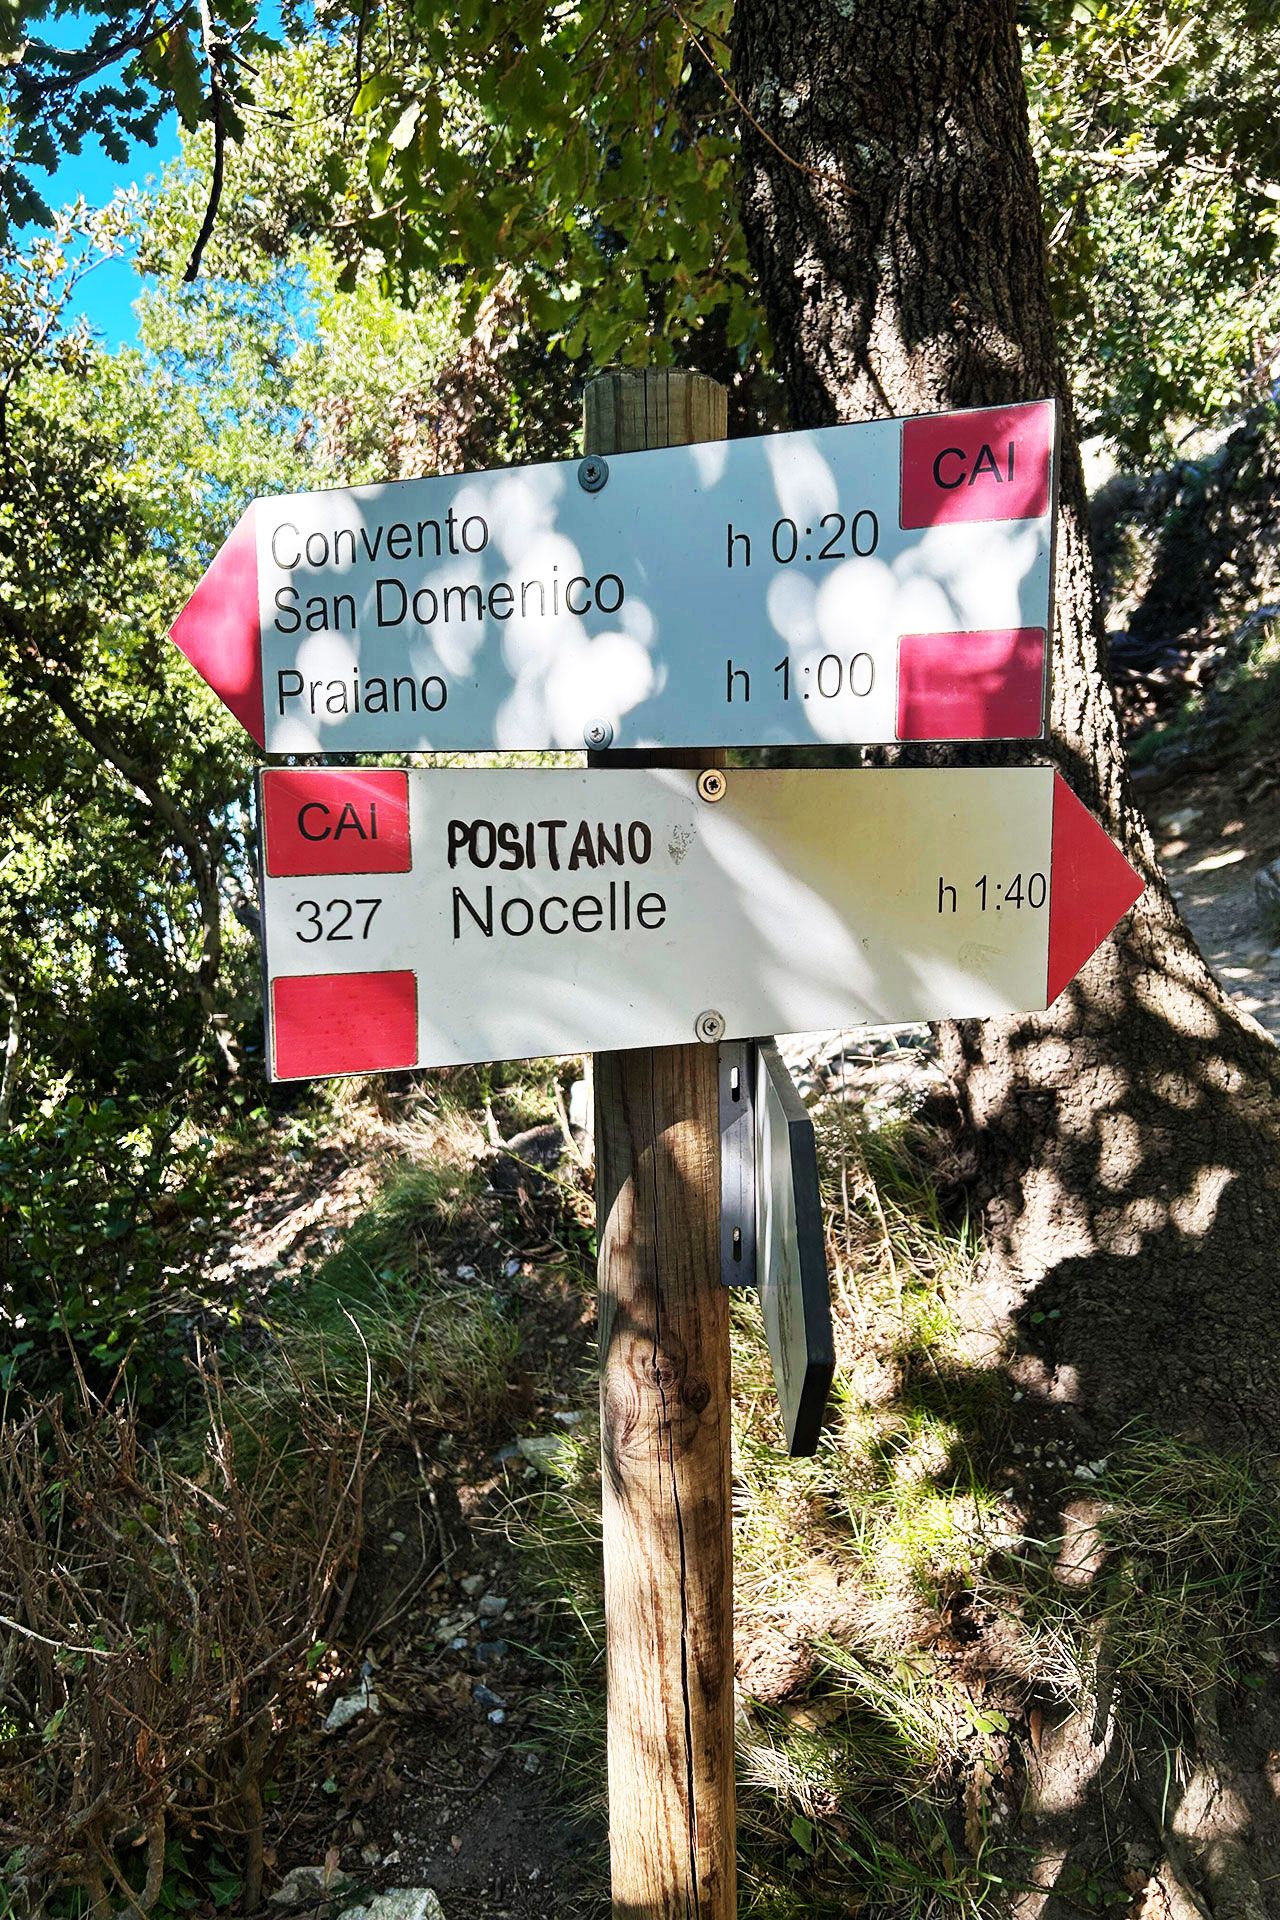 CAI
Convento h 0:20
San Domenico
Praiano h 1:00
CAI
POSITANO
327 Nocelle h 1:40